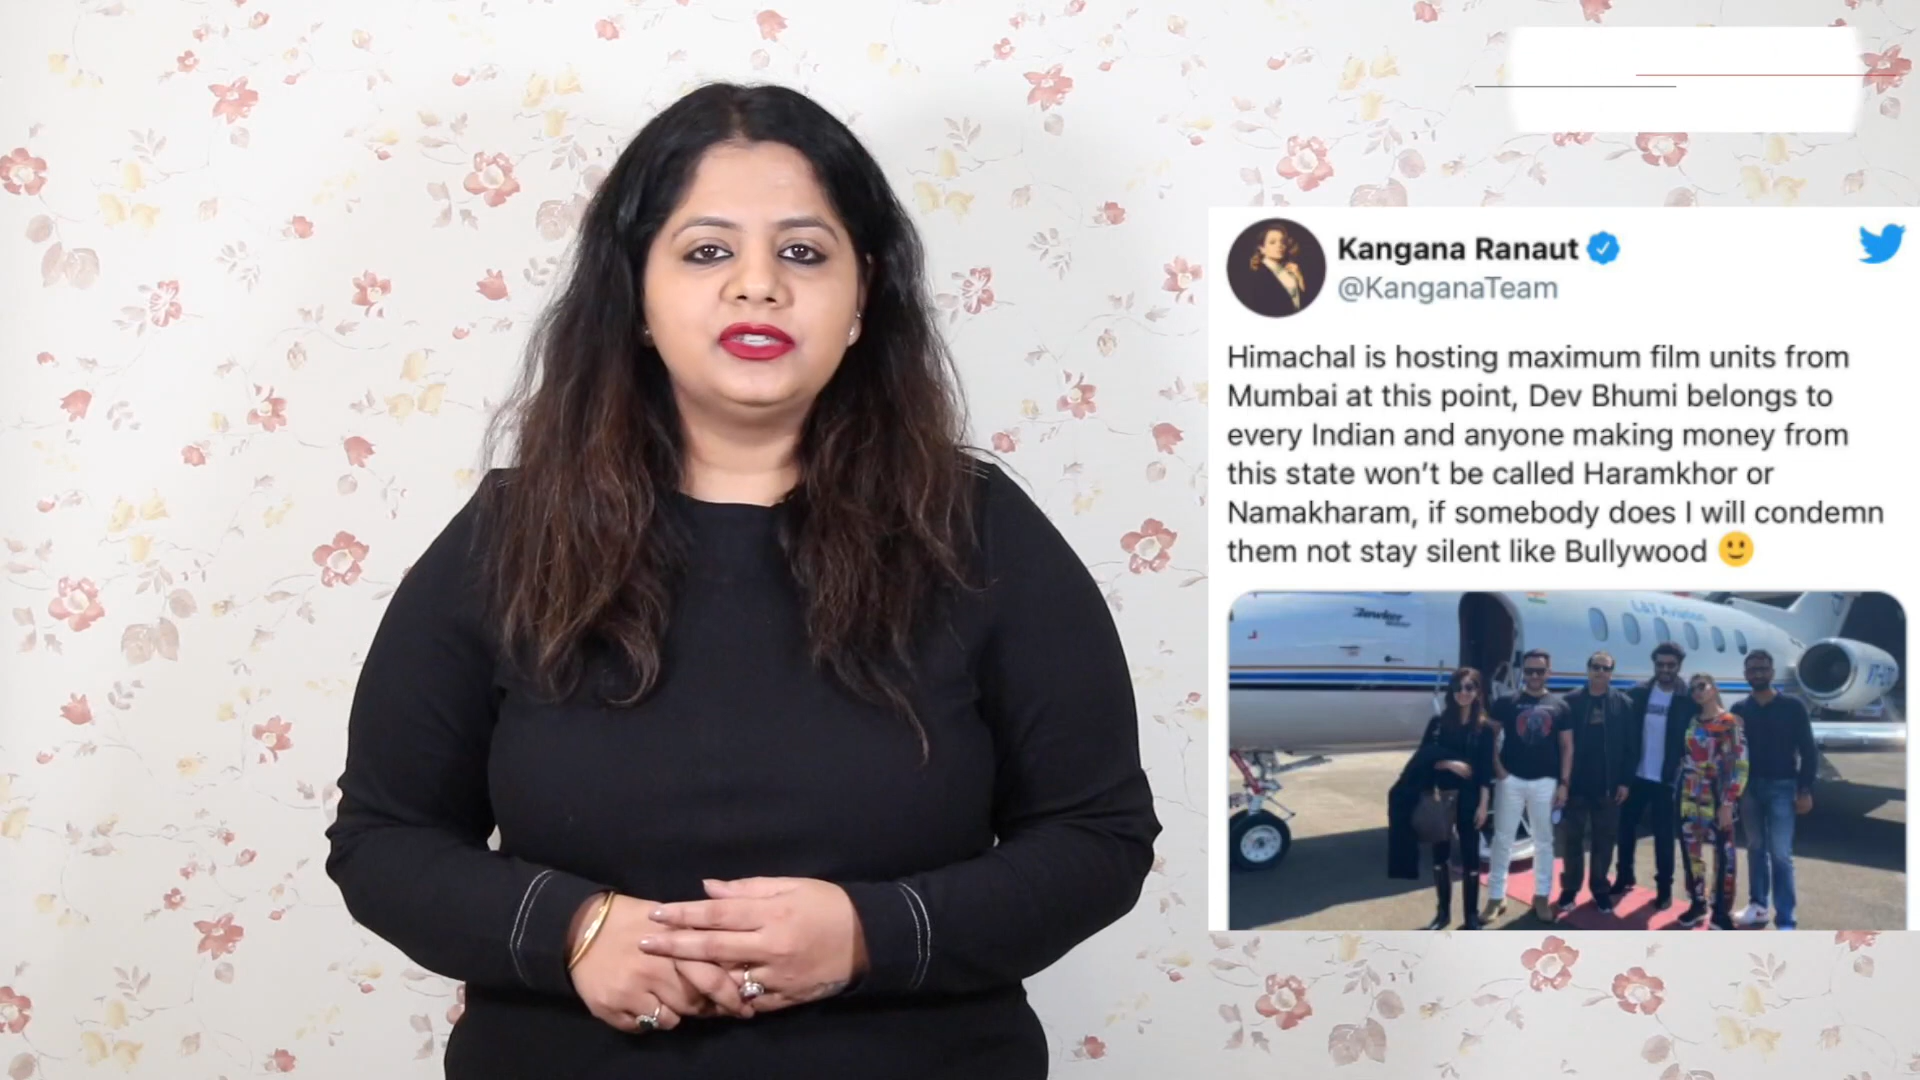 Kangana Ranaut
@KanganaTeam
Himachal is hosting maximum film units from
Mumbai at this point, Dev Bhumi belongs to
every Indian and anyone making money from
this state won’t be called Haramkhor or
Namakharam, if somebody does I will condemn
them not stay silent like Bullywood 🙂
Hawker
L&T Aviation